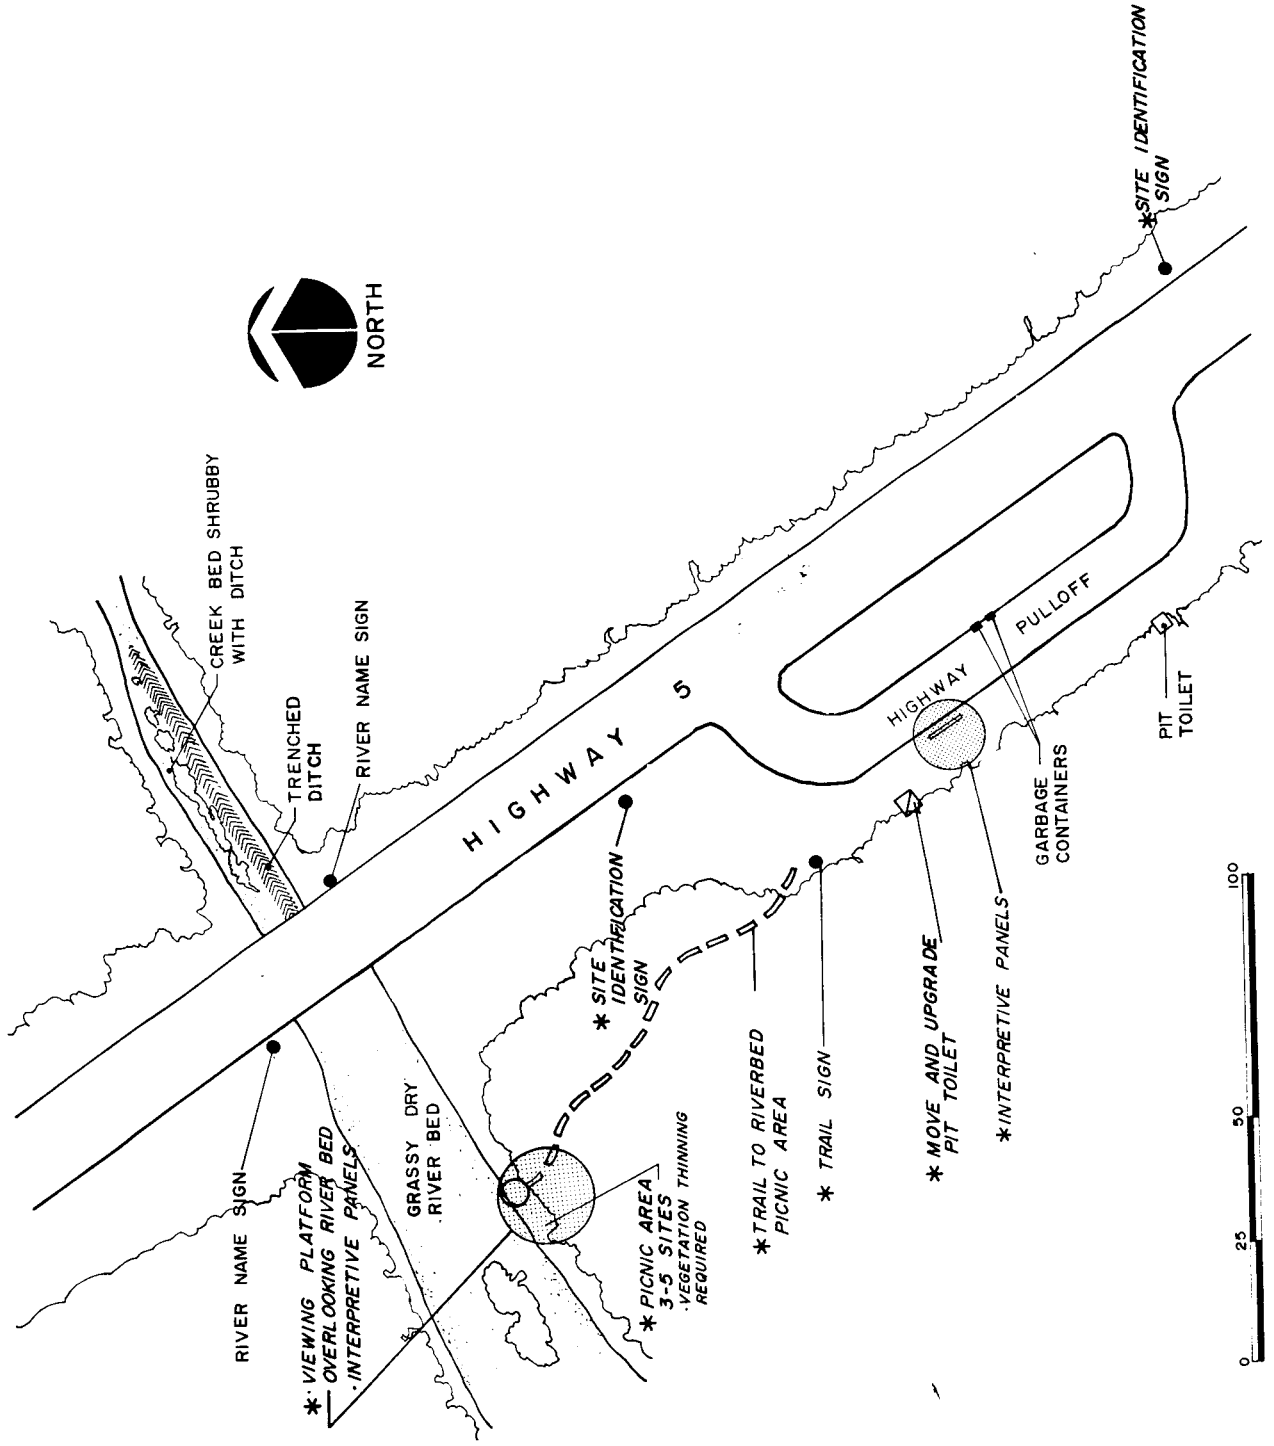 CREEK BED SHRUBBY
WITH DITCH
TRENCHED
DITCH
RIVER NAME SIGN
NORTH
*SITE IDENTIFICATION
SIGN
RIVER NAME SIGN
*·VIEWING PLATFORM
OVERLOOKING RIVER BED
·INTERPRETIVE PANELS
GRASSY DRY
RIVER BED
HIGHWAY 5
* SITE
IDENTIFICATION
SIGN
*PICNIC AREA
3-5 SITES
·VEGETATION THINNING
REQUIRED
*TRAIL TO RIVERBED
PICNIC AREA
* TRAIL SIGN
*MOVE AND UPGRADE
PIT TOILET
*INTERPRETIVE PANELS
GARBAGE
CONTAINERS
HIGHWAY PULLOFF
PIT
TOILET
0 25 50 100